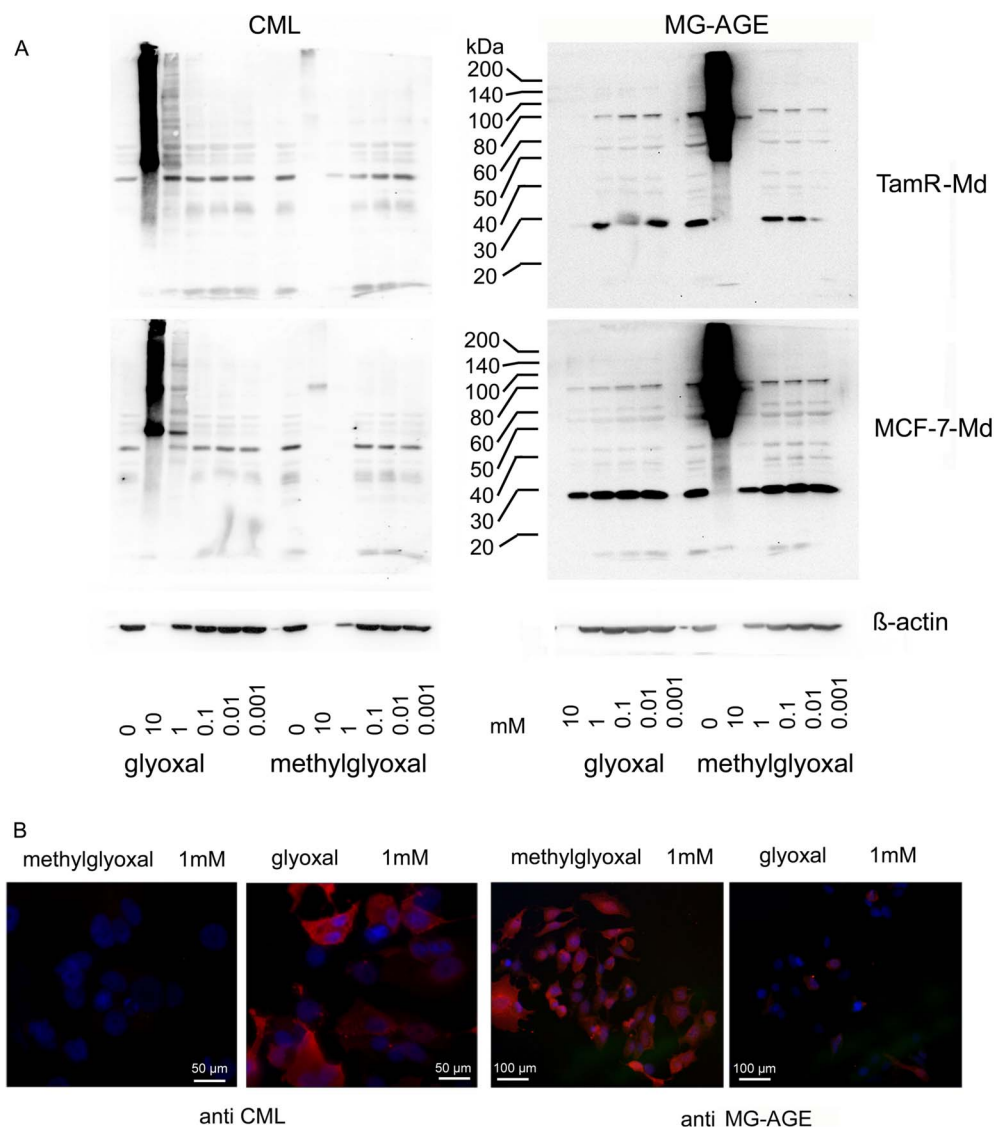 A
CML
MG-AGE
kDa
200
140
100
80
60
50
40
30
20
TamR-Md
200
140
100
80
60
50
40
30
20
MCF-7-Md
ß-actin
0 10 1 0.1 0.01 0.001 0 10 1 0.1 0.01 0.001
mM 10 1 0.1 0.01 0.001 0 10 1 0.1 0.01 0.001
glyoxal methylglyoxal glyoxal methylglyoxal
B
methylglyoxal 1mM glyoxal 1mM methylglyoxal 1mM glyoxal 1mM
50 µm 50 µm 100 µm 100 µm
anti CML anti MG-AGE